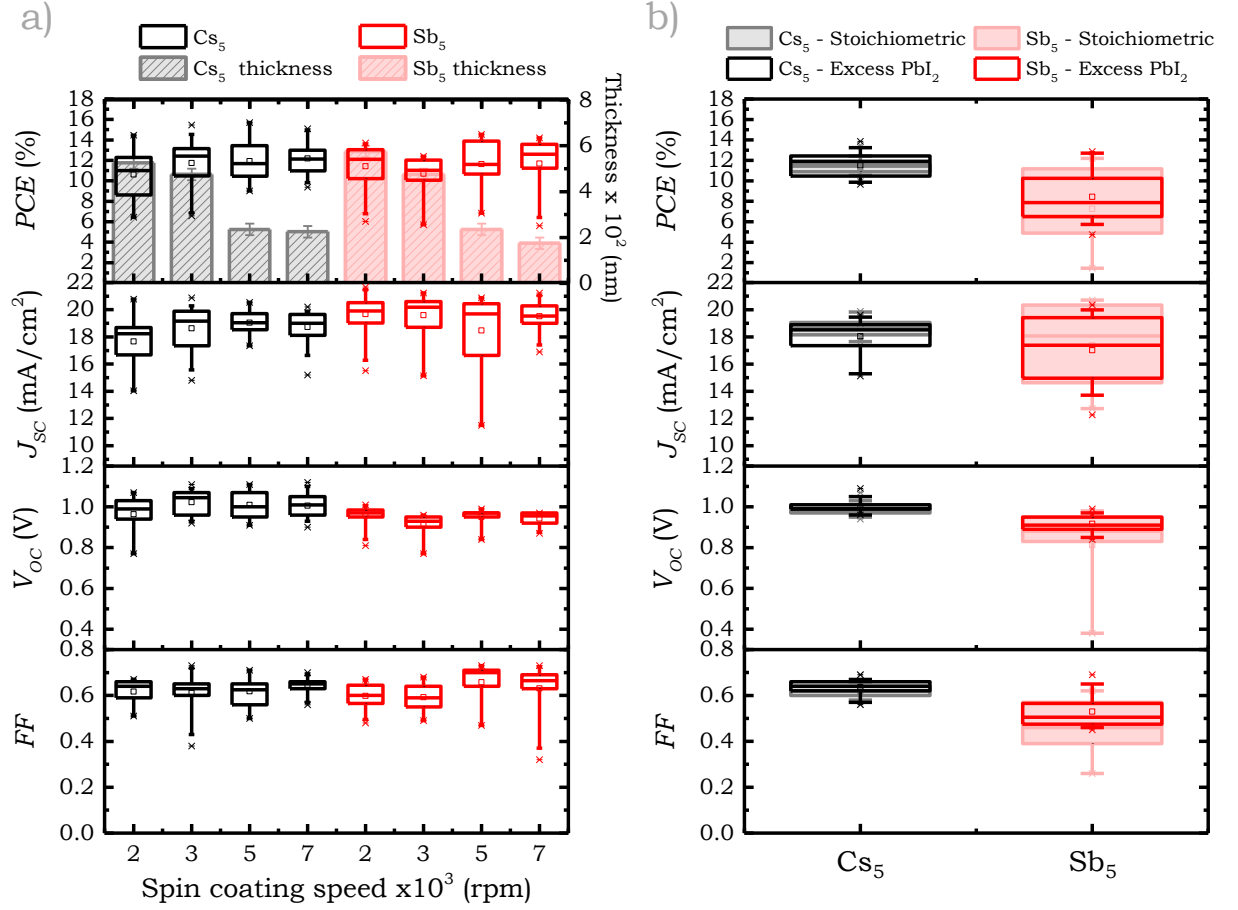 a)
Cs₅
Sb₅
Cs₅ thickness
Sb₅ thickness
18
16
14
12
10
8
6
4
2
22
PCE (%)
8
6
4
2
0
Thickness x 10² (nm)
20
18
16
14
12
10
1.2
J_SC (mA/cm²)
1.0
0.8
0.6
0.4
0.8
V_OC (V)
0.6
0.4
0.2
0.0
FF
2 3 5 7 2 3 5 7
Spin coating speed x10³ (rpm)
b)
Cs₅ - Stoichiometric
Sb₅ - Stoichiometric
Cs₅ - Excess PbI₂
Sb₅ - Excess PbI₂
18
16
14
12
10
8
6
4
2
22
PCE (%)
20
18
16
14
12
10
1.2
J_SC (mA/cm²)
1.0
0.8
0.6
0.4
0.8
V_OC (V)
0.6
0.4
0.2
0.0
FF
Cs₅ Sb₅